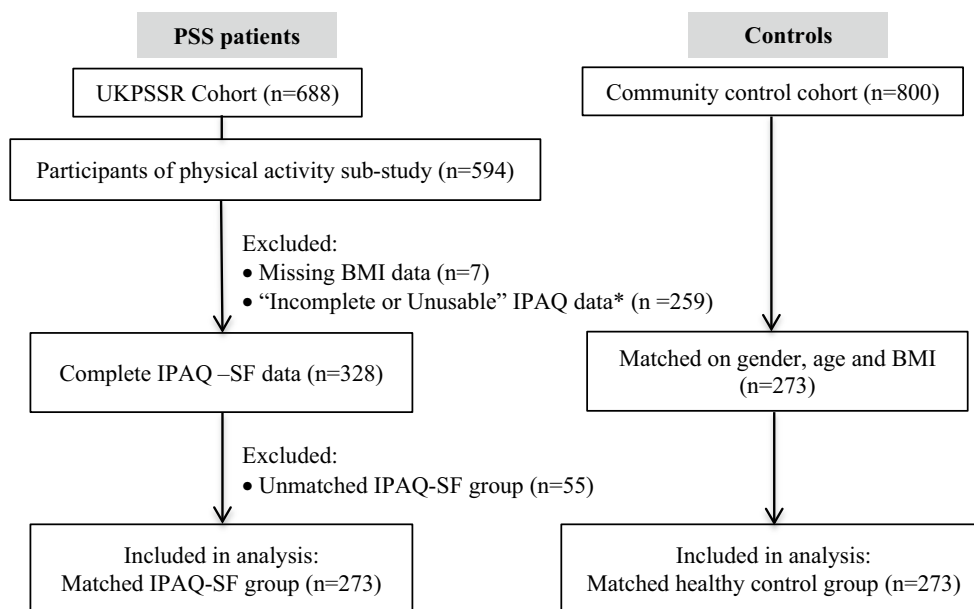 PSS patients
UKPSSR Cohort (n=688)
Participants of physical activity sub-study (n=594)
Excluded:
• Missing BMI data (n=7)
• “Incomplete or Unusable” IPAQ data* (n =259)
Complete IPAQ –SF data (n=328)
Excluded:
• Unmatched IPAQ-SF group (n=55)
Included in analysis:
Matched IPAQ-SF group (n=273)
Controls
Community control cohort (n=800)
Matched on gender, age and BMI
(n=273)
Included in analysis:
Matched healthy control group (n=273)